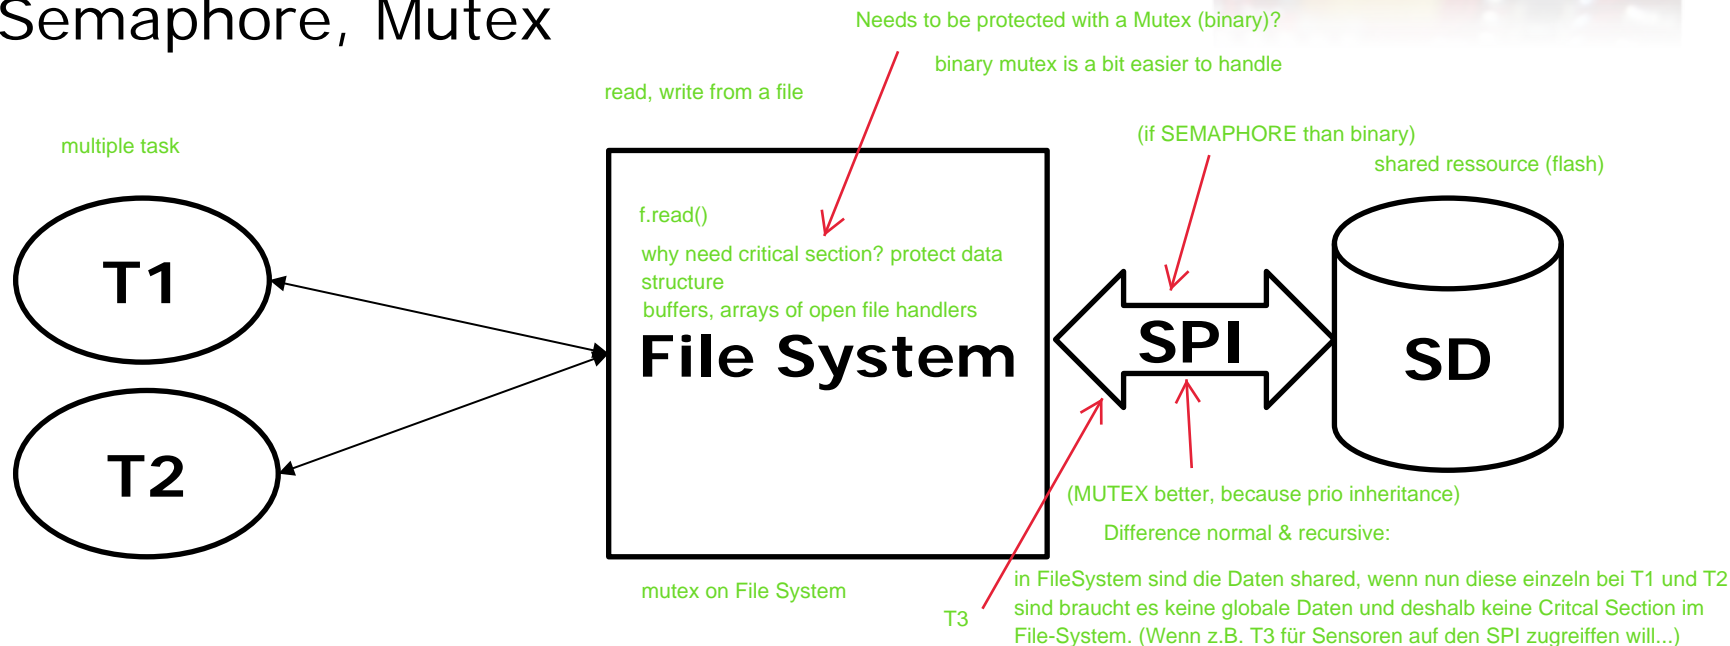 Semaphore, Mutex
Needs to be protected with a Mutex (binary)?
binary mutex is a bit easier to handle
read, write from a file
(if SEMAPHORE than binary)
multiple task
shared ressource (flash)
f.read()
why need critical section? protect data
structure
buffers, arrays of open file handlers
T1
File System
SPI
SD
T2
(MUTEX better, because prio inheritance)
Difference normal & recursive:
mutex on File System
T3
in FileSystem sind die Daten shared, wenn nun diese einzeln bei T1 und T2
sind braucht es keine globale Daten und deshalb keine Critcal Section im
File-System. (Wenn z.B. T3 für Sensoren auf den SPI zugreiffen will...)